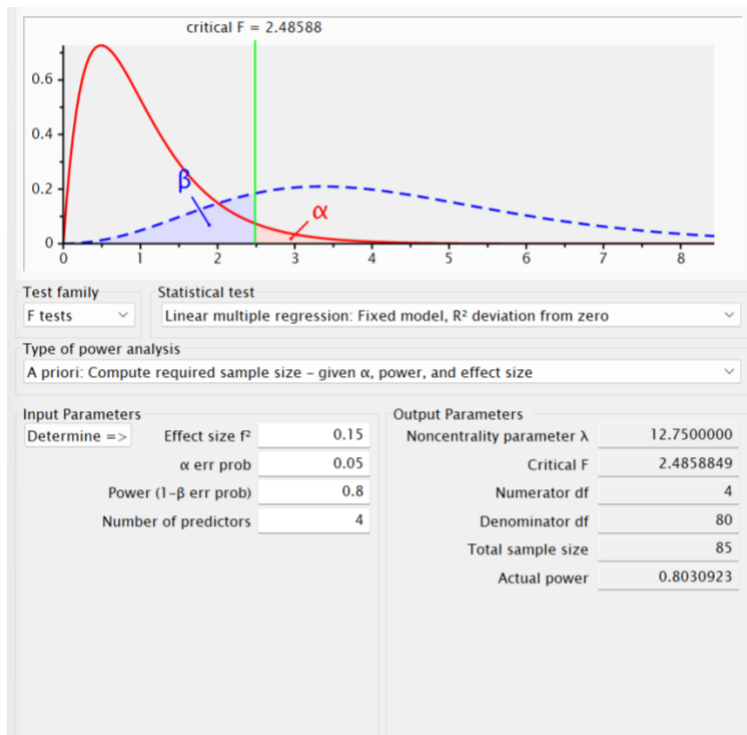 critical F = 2.48588
0.6
0.4
0.2
0
β
α
0 1 2 3 4 5 6 7 8
Test family
Statistical test
F tests
Linear multiple regression: Fixed model, R² deviation from zero
Type of power analysis
A priori: Compute required sample size – given α, power, and effect size
Input Parameters
Determine =>
Effect size f² 0.15
α err prob 0.05
Power (1–β err prob) 0.8
Number of predictors 4
Output Parameters
Noncentrality parameter λ 12.7500000
Critical F 2.4858849
Numerator df 4
Denominator df 80
Total sample size 85
Actual power 0.8030923